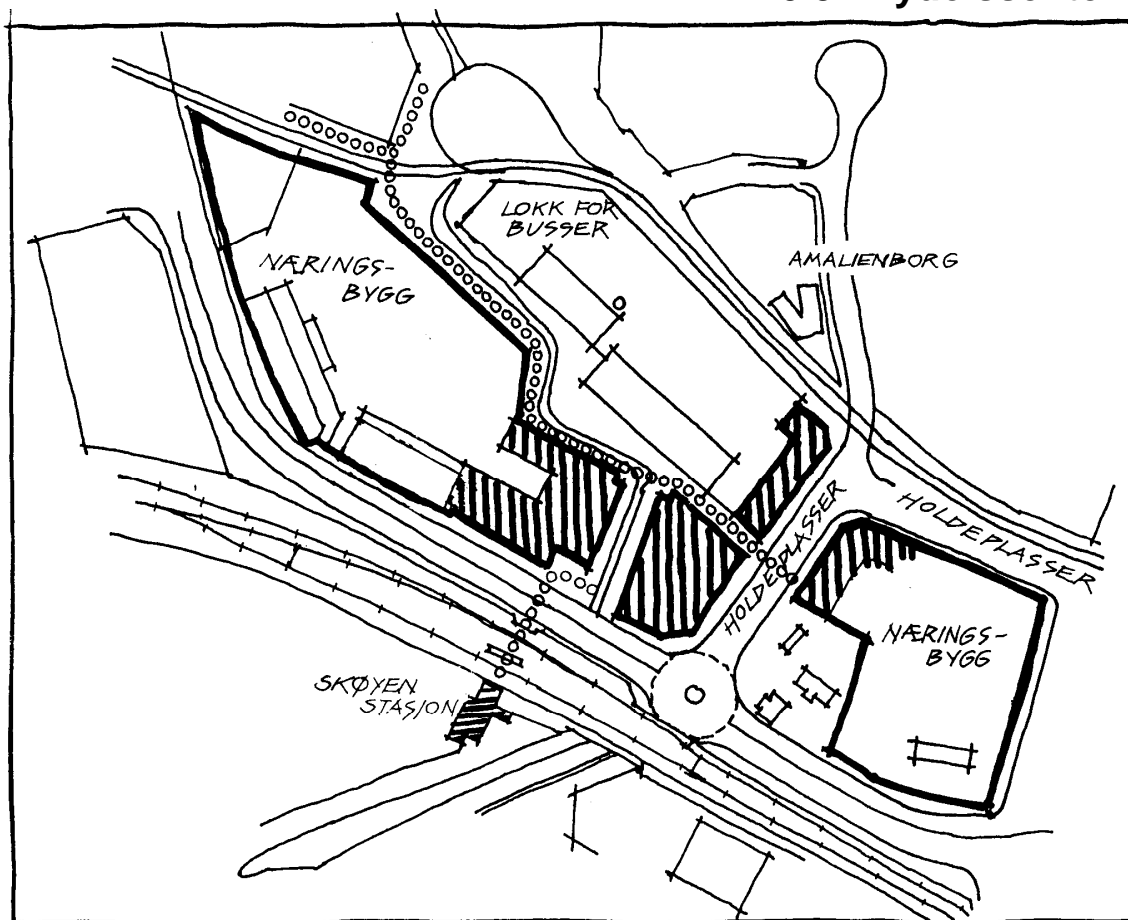 LOKK FOR
BUSSER
AMALIENBORG
NÆRINGS-
BYGG
HOLDEPLASSER
HOLDEPLASSER
NÆRINGS-
BYGG
SKØYEN
STASJON